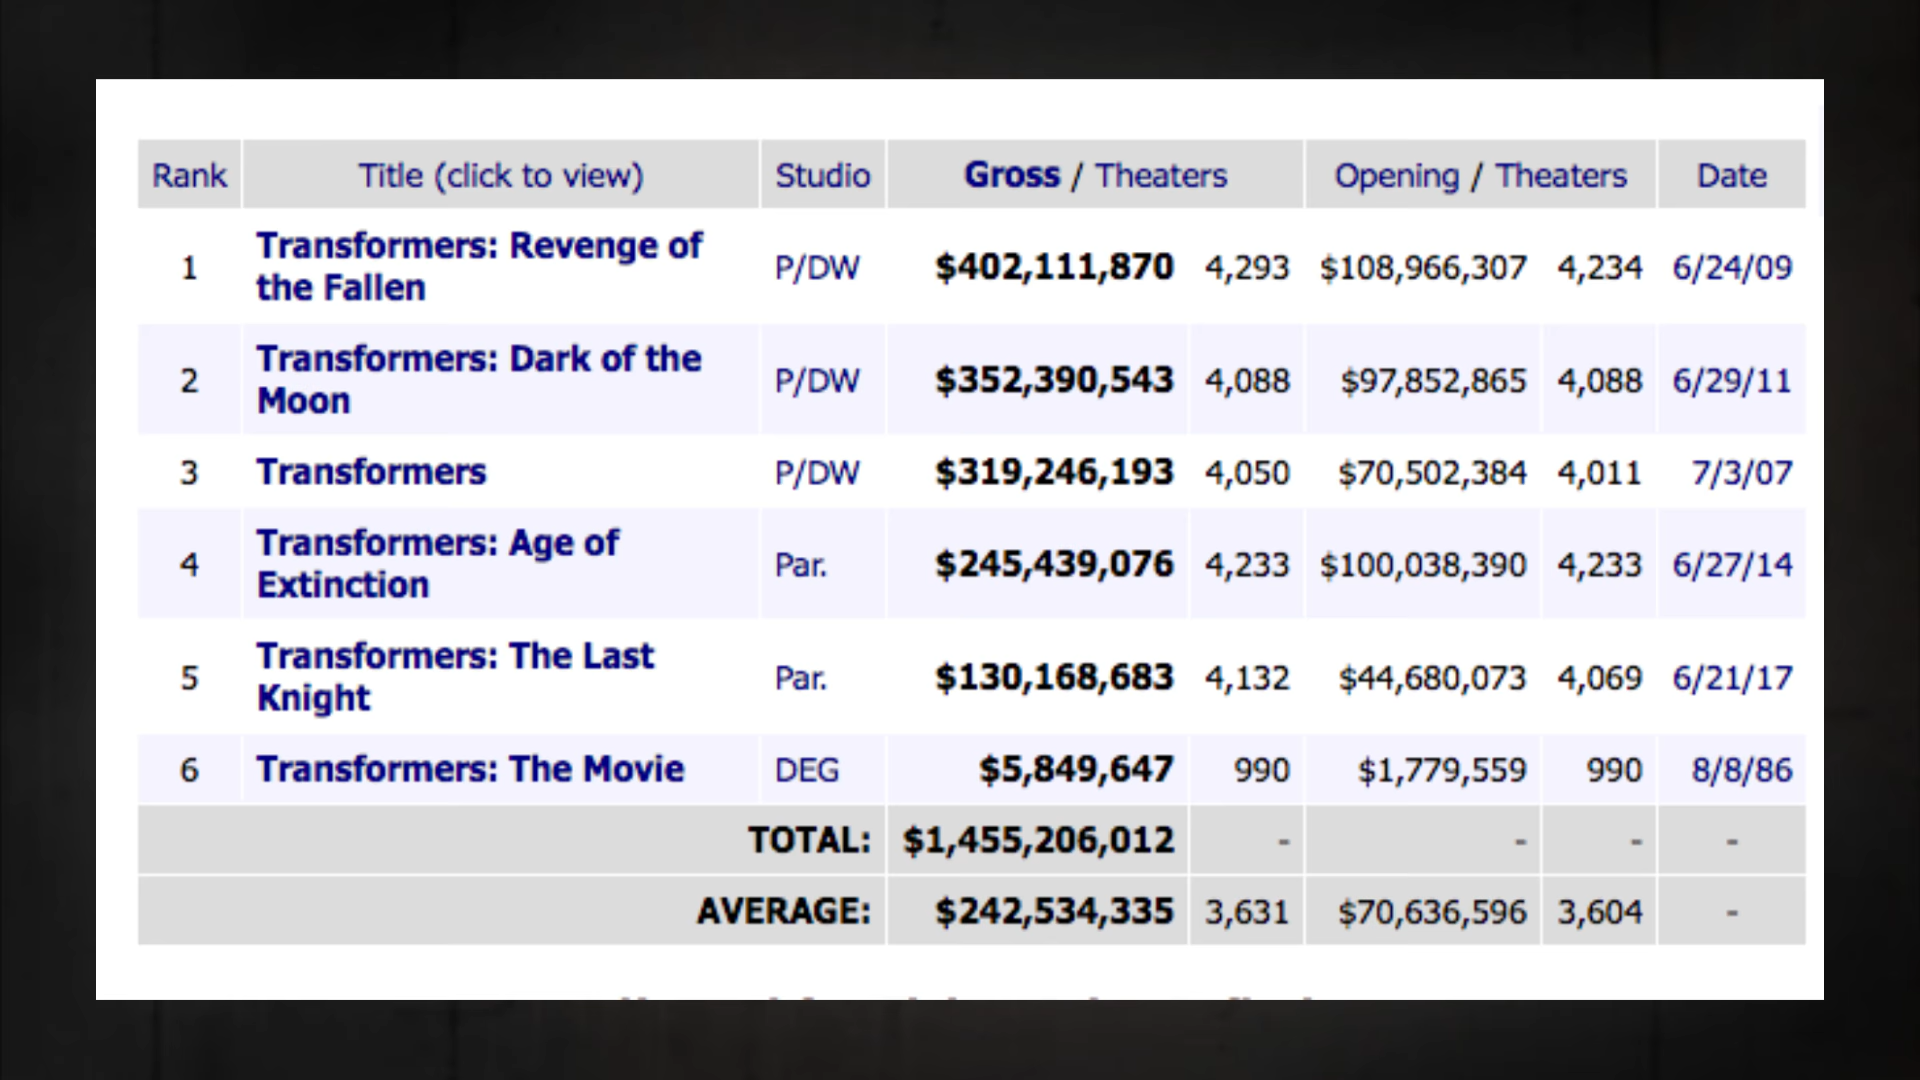 Rank Title (click to view) Studio Gross / Theaters Opening / Theaters Date
1 Transformers: Revenge of the Fallen P/DW $402,111,870 4,293 $108,966,307 4,234 6/24/09
2 Transformers: Dark of the Moon P/DW $352,390,543 4,088 $97,852,865 4,088 6/29/11
3 Transformers P/DW $319,246,193 4,050 $70,502,384 4,011 7/3/07
4 Transformers: Age of Extinction Par. $245,439,076 4,233 $100,038,390 4,233 6/27/14
5 Transformers: The Last Knight Par. $130,168,683 4,132 $44,680,073 4,069 6/21/17
6 Transformers: The Movie DEG $5,849,647 990 $1,779,559 990 8/8/86
TOTAL: $1,455,206,012 - - - -
AVERAGE: $242,534,335 3,631 $70,636,596 3,604 -